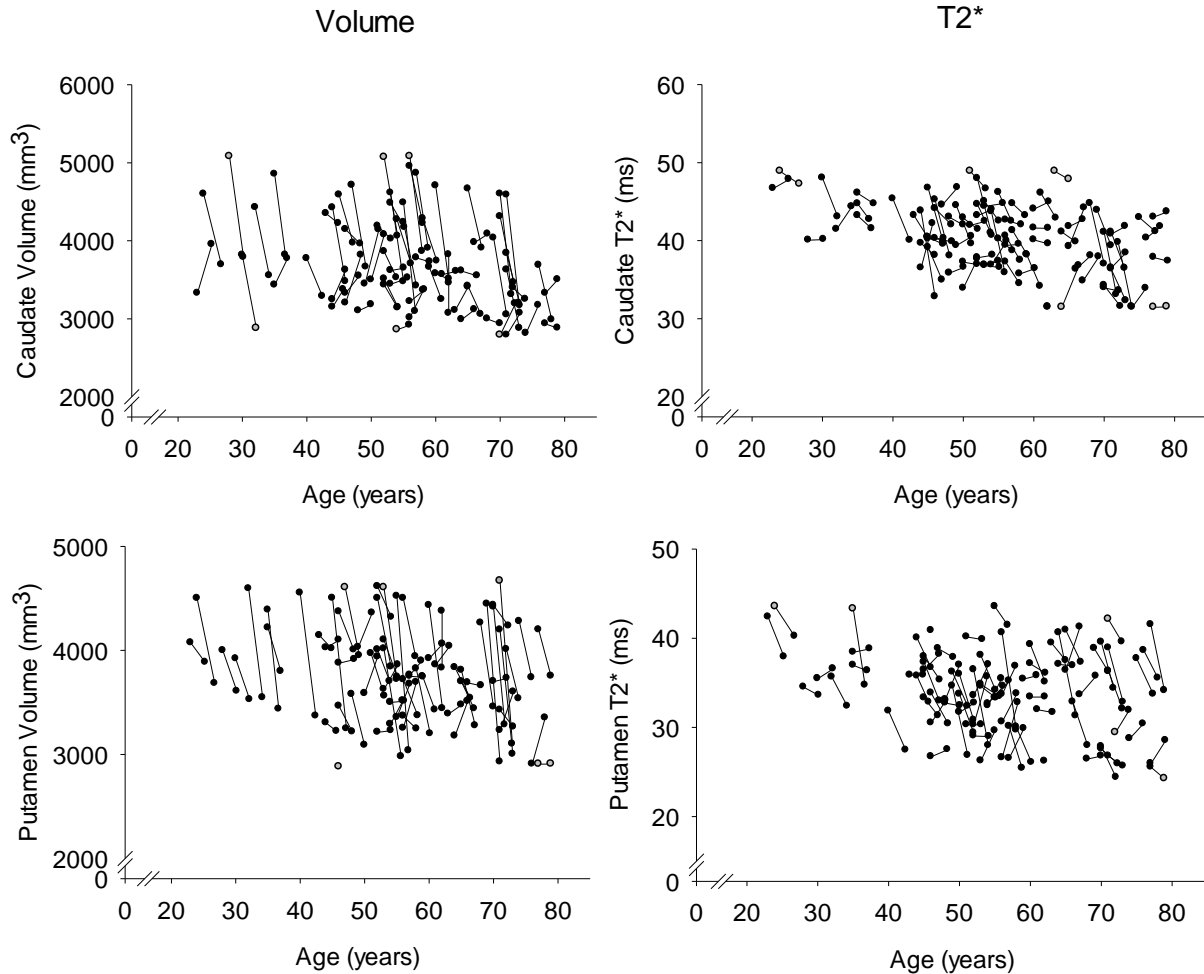 Volume
T2*
6000
5000
4000
3000
2000
0
Caudate Volume (mm3)
0 20 30 40 50 60 70 80
Age (years)
60
50
40
30
20
0
Caudate T2* (ms)
0 20 30 40 50 60 70 80
Age (years)
5000
4000
3000
2000
0
Putamen Volume (mm3)
0 20 30 40 50 60 70 80
Age (years)
50
40
30
20
0
Putamen T2* (ms)
0 20 30 40 50 60 70 80
Age (years)